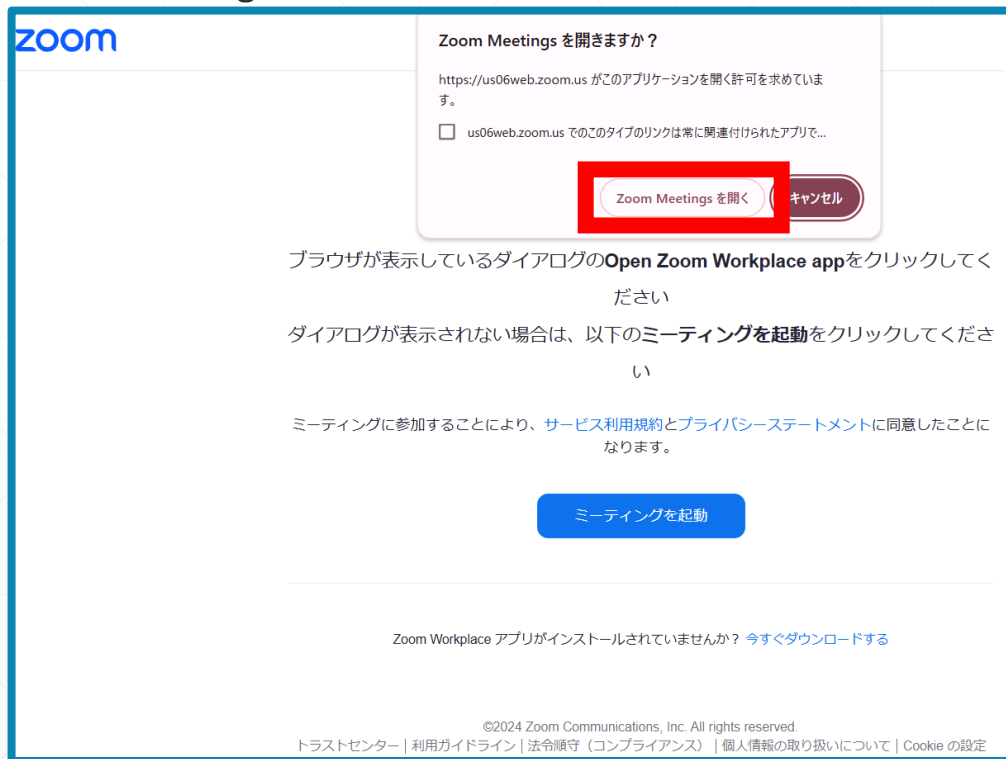 zoom
Zoom Meetings を開きますか？
https://us06web.zoom.us がこのアプリケーションを開く許可を求めていま
す。
us06web.zoom.us でのこのタイプのリンクは常に関連付けられたアプリで...
Zoom Meetings を開く
キャンセル
ブラウザが表示しているダイアログのOpen Zoom Workplace appをクリックしてく
ださい
ダイアログが表示されない場合は、以下のミーティングを起動をクリックしてくださ
い
ミーティングに参加することにより、サービス利用規約とプライバシーステートメントに同意したことに
なります。
ミーティングを起動
Zoom Workplace アプリがインストールされていませんか？ 今すぐダウンロードする
©2024 Zoom Communications, Inc. All rights reserved.
トラストセンター | 利用ガイドライン | 法令順守（コンプライアンス） | 個人情報の取り扱いについて | Cookie の設定